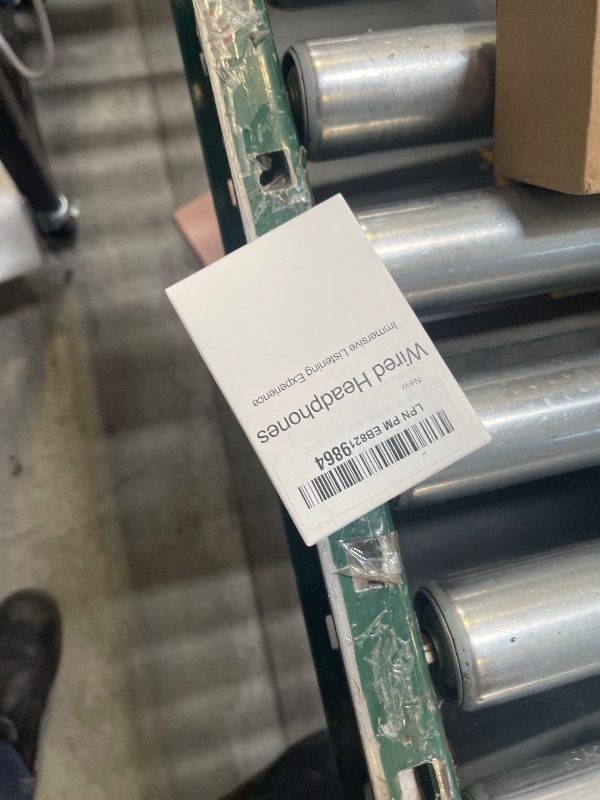 LPN PM EB8219864
New
Wired Headphones
Immersive Listening Experience